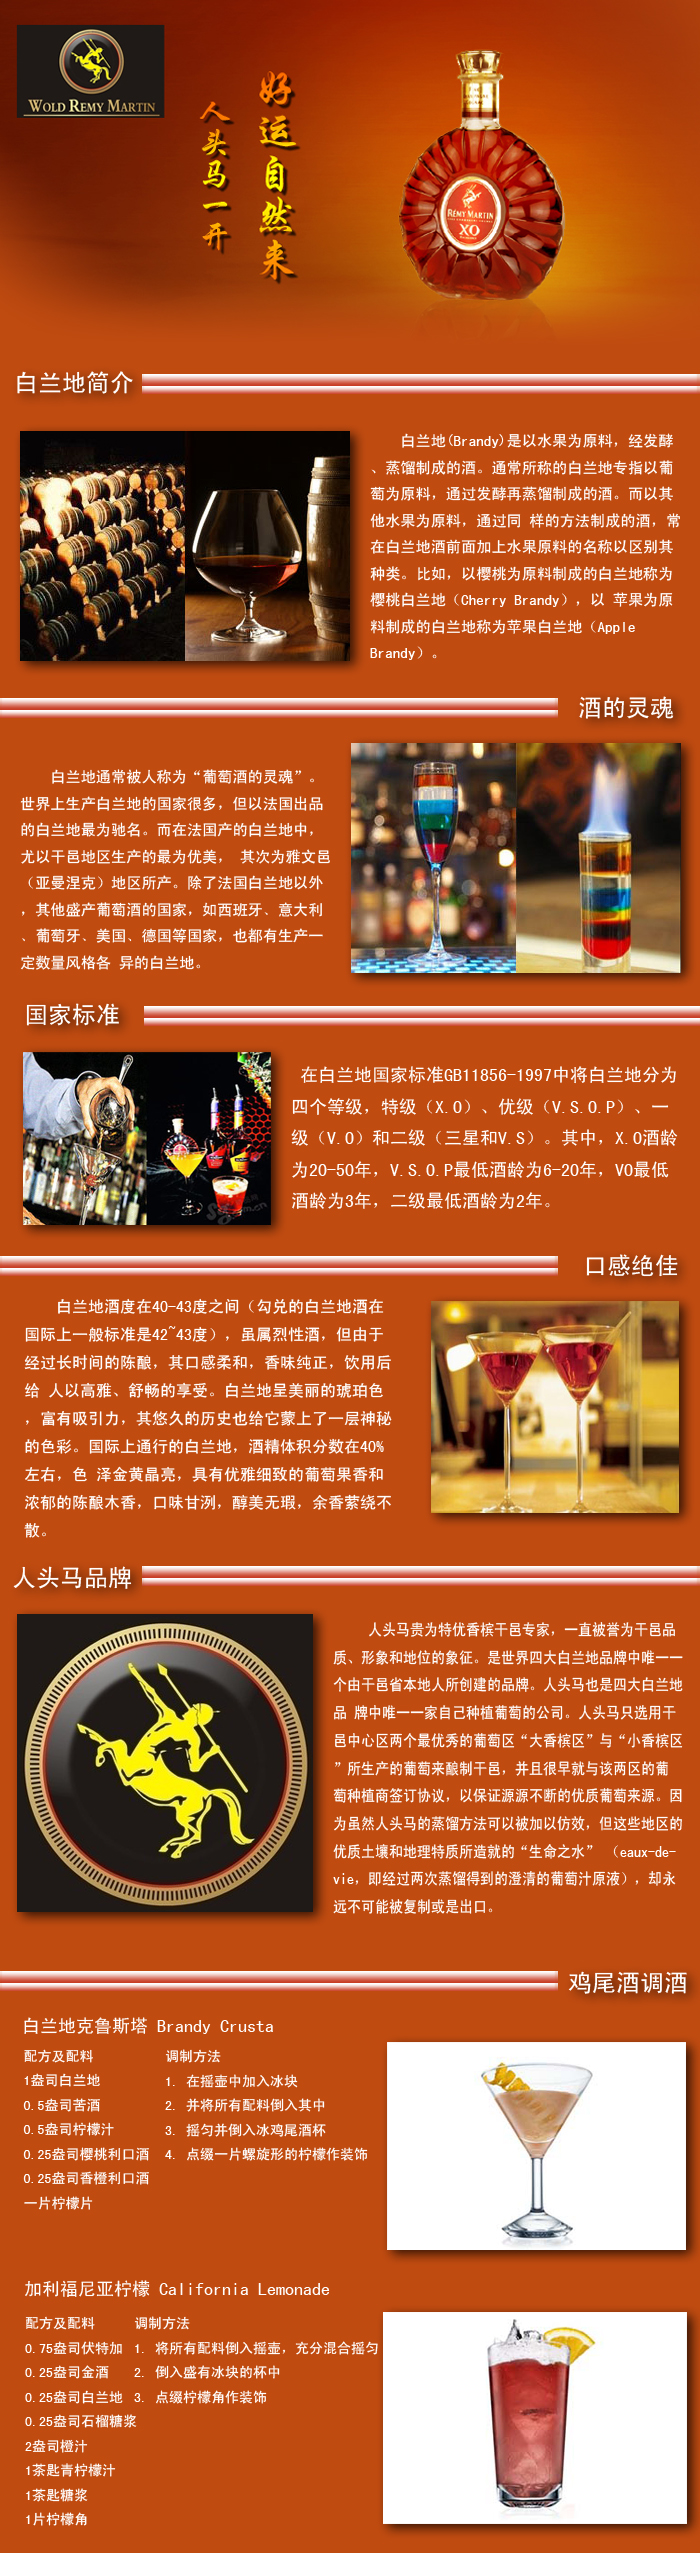 WOLD REMY MARTIN
人头马一开
好运自然来
RÉMY MARTIN
XO
白兰地简介
白兰地(Brandy)是以水果为原料，经发酵
、蒸馏制成的酒。通常所称的白兰地专指以葡
萄为原料，通过发酵再蒸馏制成的酒。而以其
他水果为原料，通过同 样的方法制成的酒，常
在白兰地酒前面加上水果原料的名称以区别其
种类。比如，以樱桃为原料制成的白兰地称为
樱桃白兰地（Cherry Brandy），以 苹果为原
料制成的白兰地称为苹果白兰地（Apple
Brandy）。
酒的灵魂
白兰地通常被人称为“葡萄酒的灵魂”。
世界上生产白兰地的国家很多，但以法国出品
的白兰地最为驰名。而在法国产的白兰地中，
尤以干邑地区生产的最为优美， 其次为雅文邑
（亚曼涅克）地区所产。除了法国白兰地以外
，其他盛产葡萄酒的国家，如西班牙、意大利
、葡萄牙、美国、德国等国家，也都有生产一
定数量风格各 异的白兰地。
国家标准
在白兰地国家标准GB11856-1997中将白兰地分为
四个等级，特级（X.O）、优级（V.S.O.P）、一
级（V.O）和二级（三星和V.S）。其中，X.O酒龄
为20-50年，V.S.O.P最低酒龄为6-20年，VO最低
酒龄为3年，二级最低酒龄为2年。
口感绝佳
白兰地酒度在40-43度之间（勾兑的白兰地酒在
国际上一般标准是42~43度），虽属烈性酒，但由于
经过长时间的陈酿，其口感柔和，香味纯正，饮用后
给 人以高雅、舒畅的享受。白兰地呈美丽的琥珀色
，富有吸引力，其悠久的历史也给它蒙上了一层神秘
的色彩。国际上通行的白兰地，酒精体积分数在40%
左右，色 泽金黄晶亮，具有优雅细致的葡萄果香和
浓郁的陈酿木香，口味甘洌，醇美无瑕，余香萦绕不
散。
人头马品牌
人头马贵为特优香槟干邑专家，一直被誉为干邑品
质、形象和地位的象征。是世界四大白兰地品牌中唯一一
个由干邑省本地人所创建的品牌。人头马也是四大白兰地
品 牌中唯一一家自己种植葡萄的公司。人头马只选用干
邑中心区两个最优秀的葡萄区“大香槟区”与“小香槟区
”所生产的葡萄来酿制干邑，并且很早就与该两区的葡
萄种植商签订协议，以保证源源不断的优质葡萄来源。因
为虽然人头马的蒸馏方法可以被加以仿效，但这些地区的
优质土壤和地理特质所造就的“生命之水” （eaux-de-
vie，即经过两次蒸馏得到的澄清的葡萄汁原液），却永
远不可能被复制或是出口。
鸡尾酒调酒
白兰地克鲁斯塔 Brandy Crusta
配方及配料
1盎司白兰地
0.5盎司苦酒
0.5盎司柠檬汁
0.25盎司樱桃利口酒
0.25盎司香橙利口酒
一片柠檬片
调制方法
1. 在摇壶中加入冰块
2. 并将所有配料倒入其中
3. 摇匀并倒入冰鸡尾酒杯
4. 点缀一片螺旋形的柠檬作装饰
加利福尼亚柠檬 California Lemonade
配方及配料
0.75盎司伏特加
0.25盎司金酒
0.25盎司白兰地
0.25盎司石榴糖浆
2盎司橙汁
1茶匙青柠檬汁
1茶匙糖浆
1片柠檬角
调制方法
1. 将所有配料倒入摇壶，充分混合摇匀
2. 倒入盛有冰块的杯中
3. 点缀柠檬角作装饰